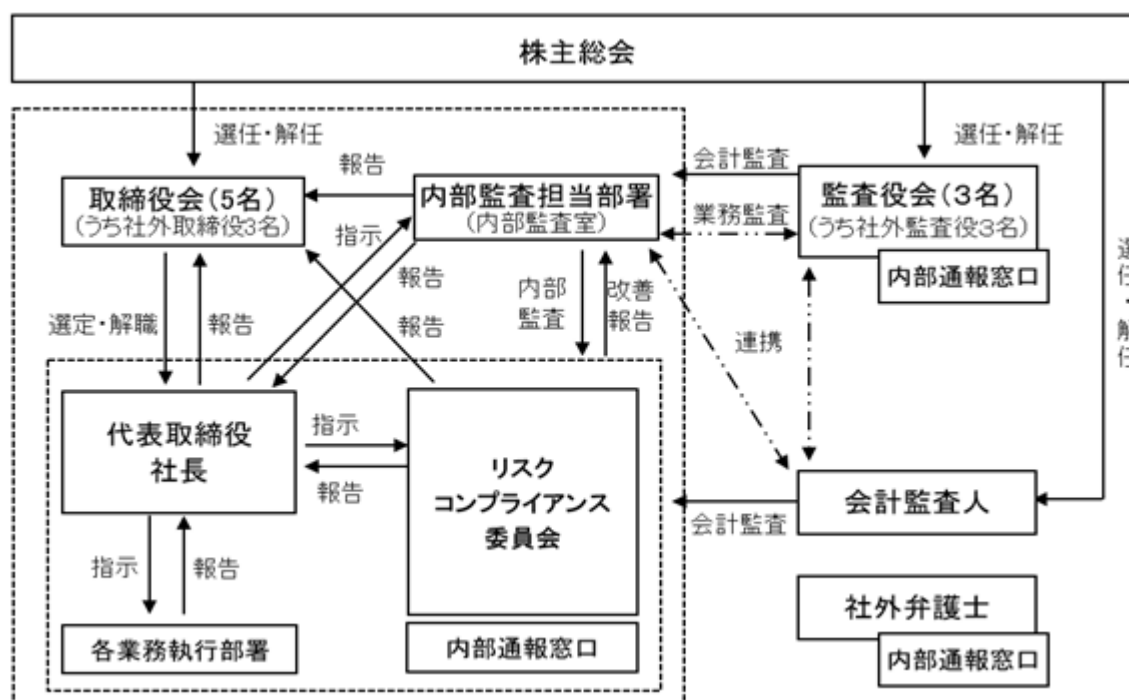 株主総会
選任・解任
選任・解任
選任・解任
報告
会計監査
取締役会(5名)
(うち社外取締役3名)
内部監査担当部署
(内部監査室)
監査役会(3名)
(うち社外監査役3名)
内部通報窓口
業務監査
指示
報告
選定・解職
報告
報告
内部
監査
改善
報告
連携
代表取締役
社長
指示
報告
リスク
コンプライアンス
委員会
会計監査人
会計監査
指示
報告
社外弁護士
内部通報窓口
各業務執行部署
内部通報窓口